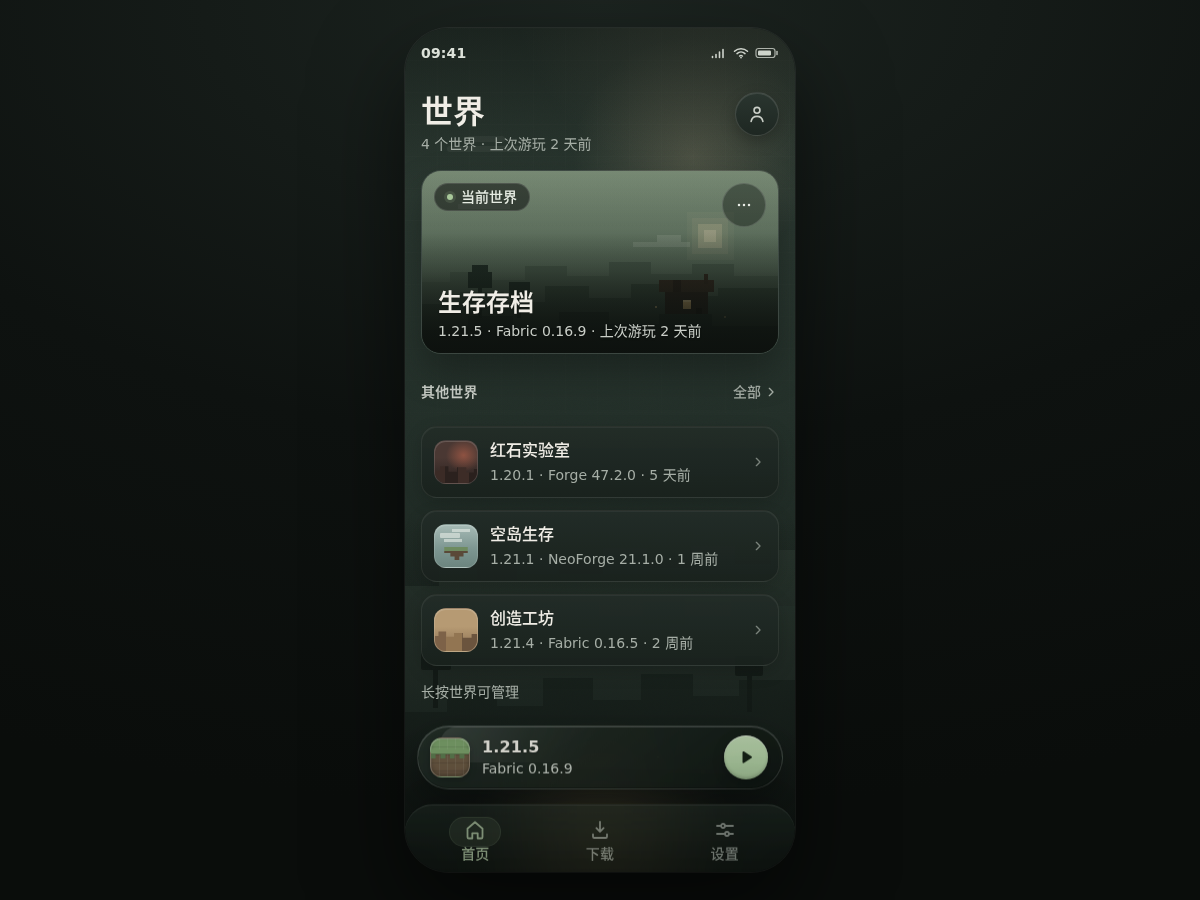 09:41
世界
4 个世界 · 上次游玩 2 天前
当前世界
生存存档
1.21.5 · Fabric 0.16.9 · 上次游玩 2 天前
其他世界
全部
红石实验室
1.20.1 · Forge 47.2.0 · 5 天前
空岛生存
1.21.1 · NeoForge 21.1.0 · 1 周前
创造工坊
1.21.4 · Fabric 0.16.5 · 2 周前
长按世界可管理
1.21.5
Fabric 0.16.9
首页
下载
设置